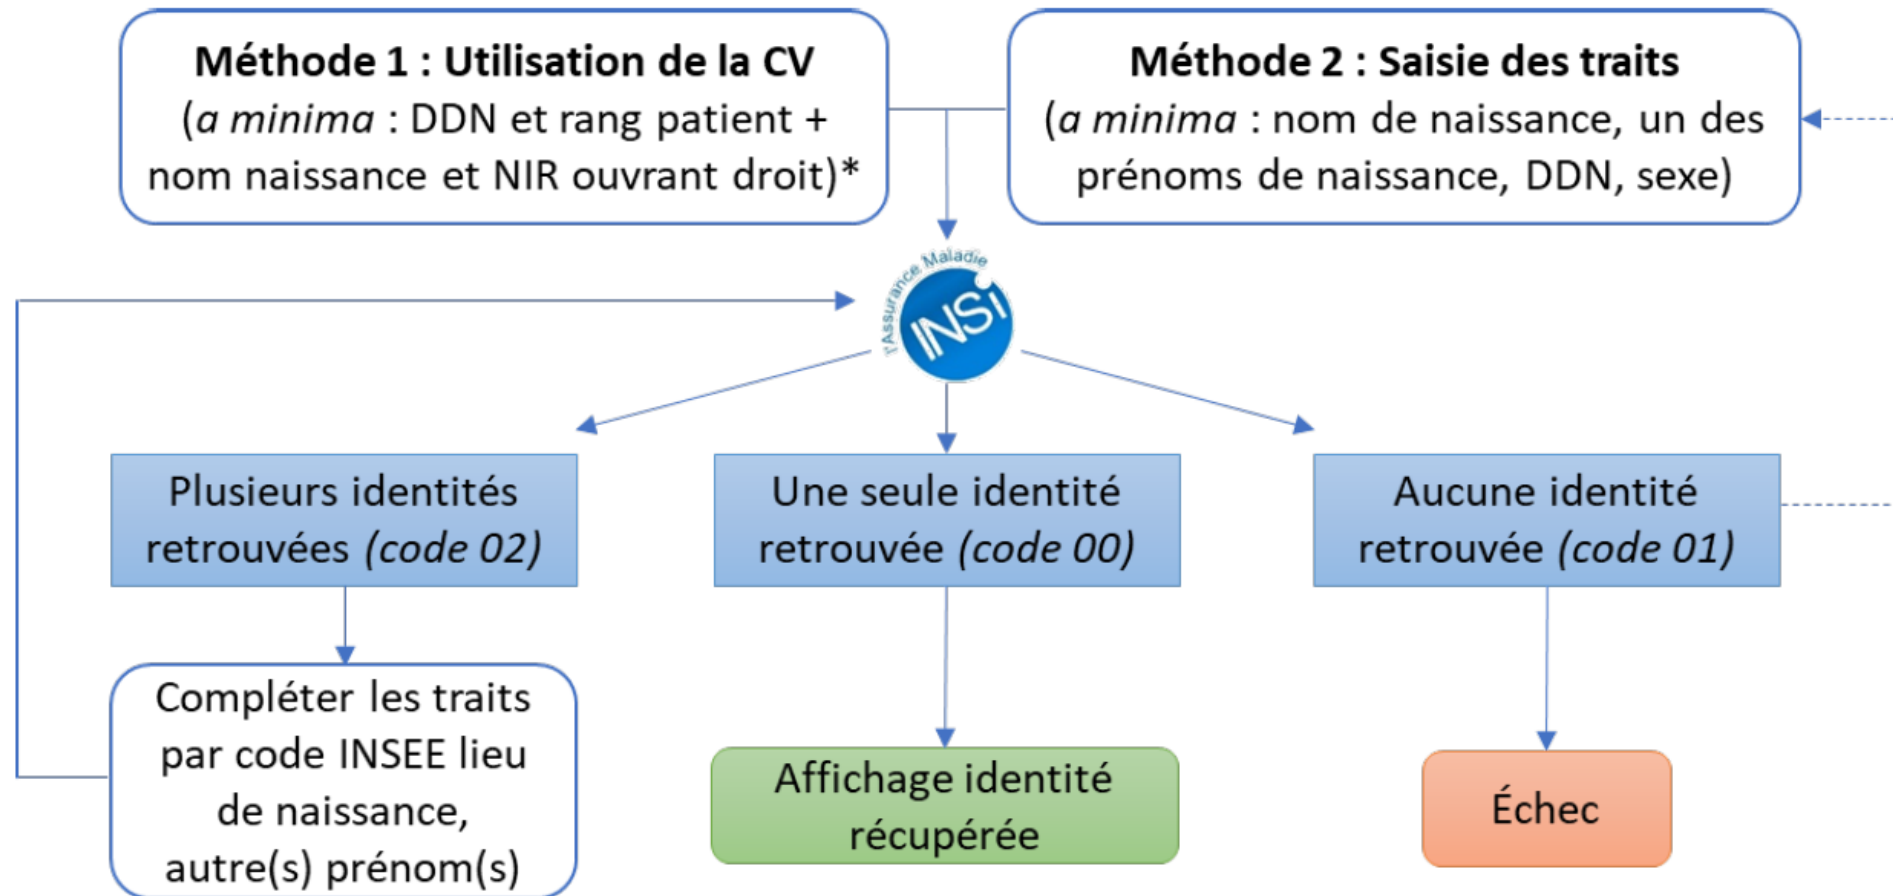 Méthode 1 : Utilisation de la CV
(a minima : DDN et rang patient +
nom naissance et NIR ouvrant droit)*
Méthode 2 : Saisie des traits
(a minima : nom de naissance, un des
prénoms de naissance, DDN, sexe)
l'Assurance Maladie
INSi
Plusieurs identités
retrouvées (code 02)
Une seule identité
retrouvée (code 00)
Aucune identité
retrouvée (code 01)
Compléter les traits
par code INSEE lieu
de naissance,
autre(s) prénom(s)
Affichage identité
récupérée
Échec